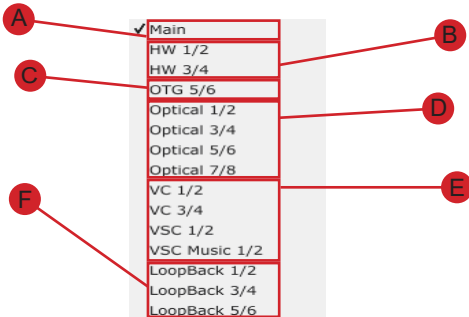 A
✓Main
B
HW 1/2
HW 3/4
C
OTG 5/6
Optical 1/2
D
Optical 3/4
Optical 5/6
Optical 7/8
VC 1/2
E
VC 3/4
F
VSC 1/2
VSC Music 1/2
LoopBack 1/2
LoopBack 3/4
LoopBack 5/6